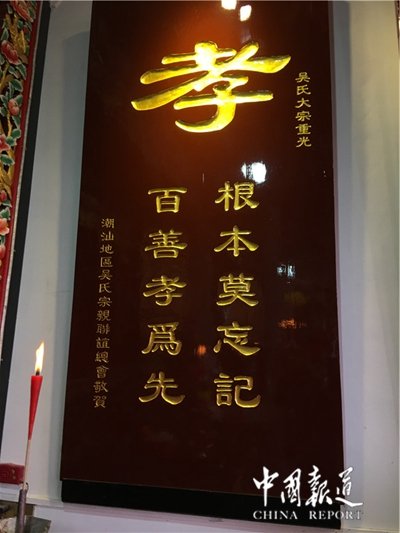 孝
吴氏大宗重光
根本莫忘記
百善孝爲先
潮汕地區吴氏宗親聯誼總會敬賀
中國報道
CHINA REPORT